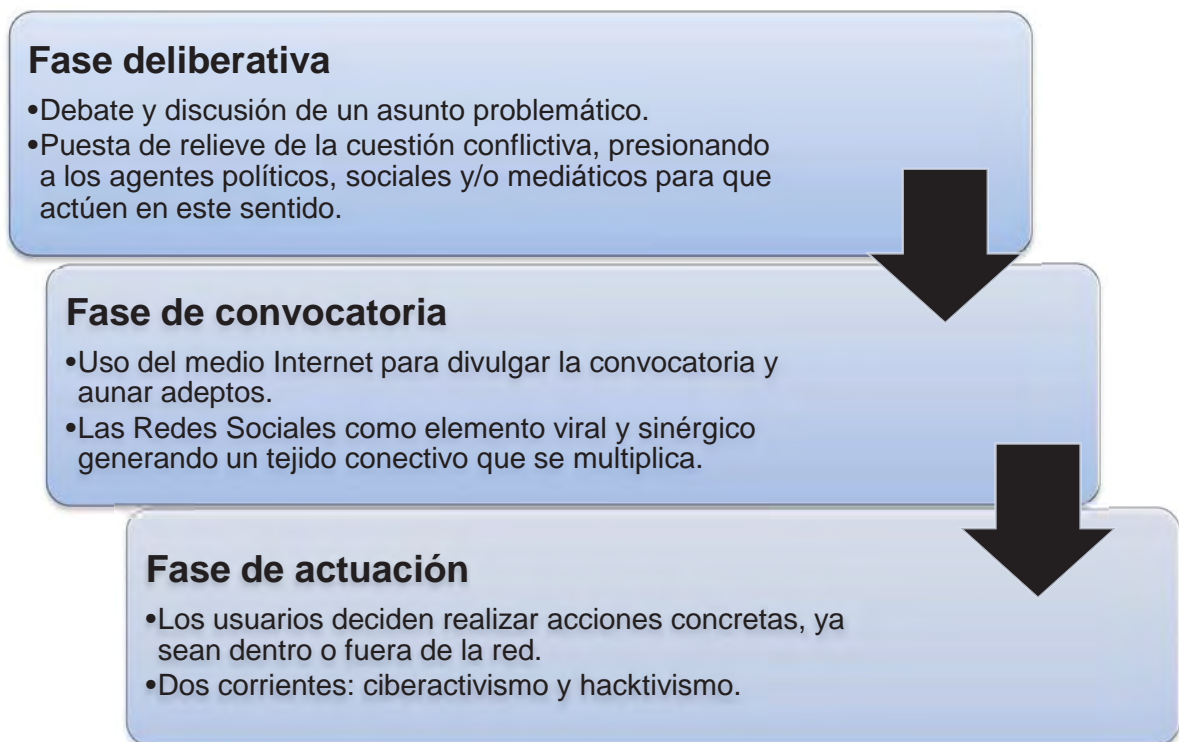 Fase deliberativa
•Debate y discusión de un asunto problemático.
•Puesta de relieve de la cuestión conflictiva, presionando
a los agentes políticos, sociales y/o mediáticos para que
actúen en este sentido.
Fase de convocatoria
•Uso del medio Internet para divulgar la convocatoria y
aunar adeptos.
•Las Redes Sociales como elemento viral y sinérgico
generando un tejido conectivo que se multiplica.
Fase de actuación
•Los usuarios deciden realizar acciones concretas, ya
sean dentro o fuera de la red.
•Dos corrientes: ciberactivismo y hacktivismo.